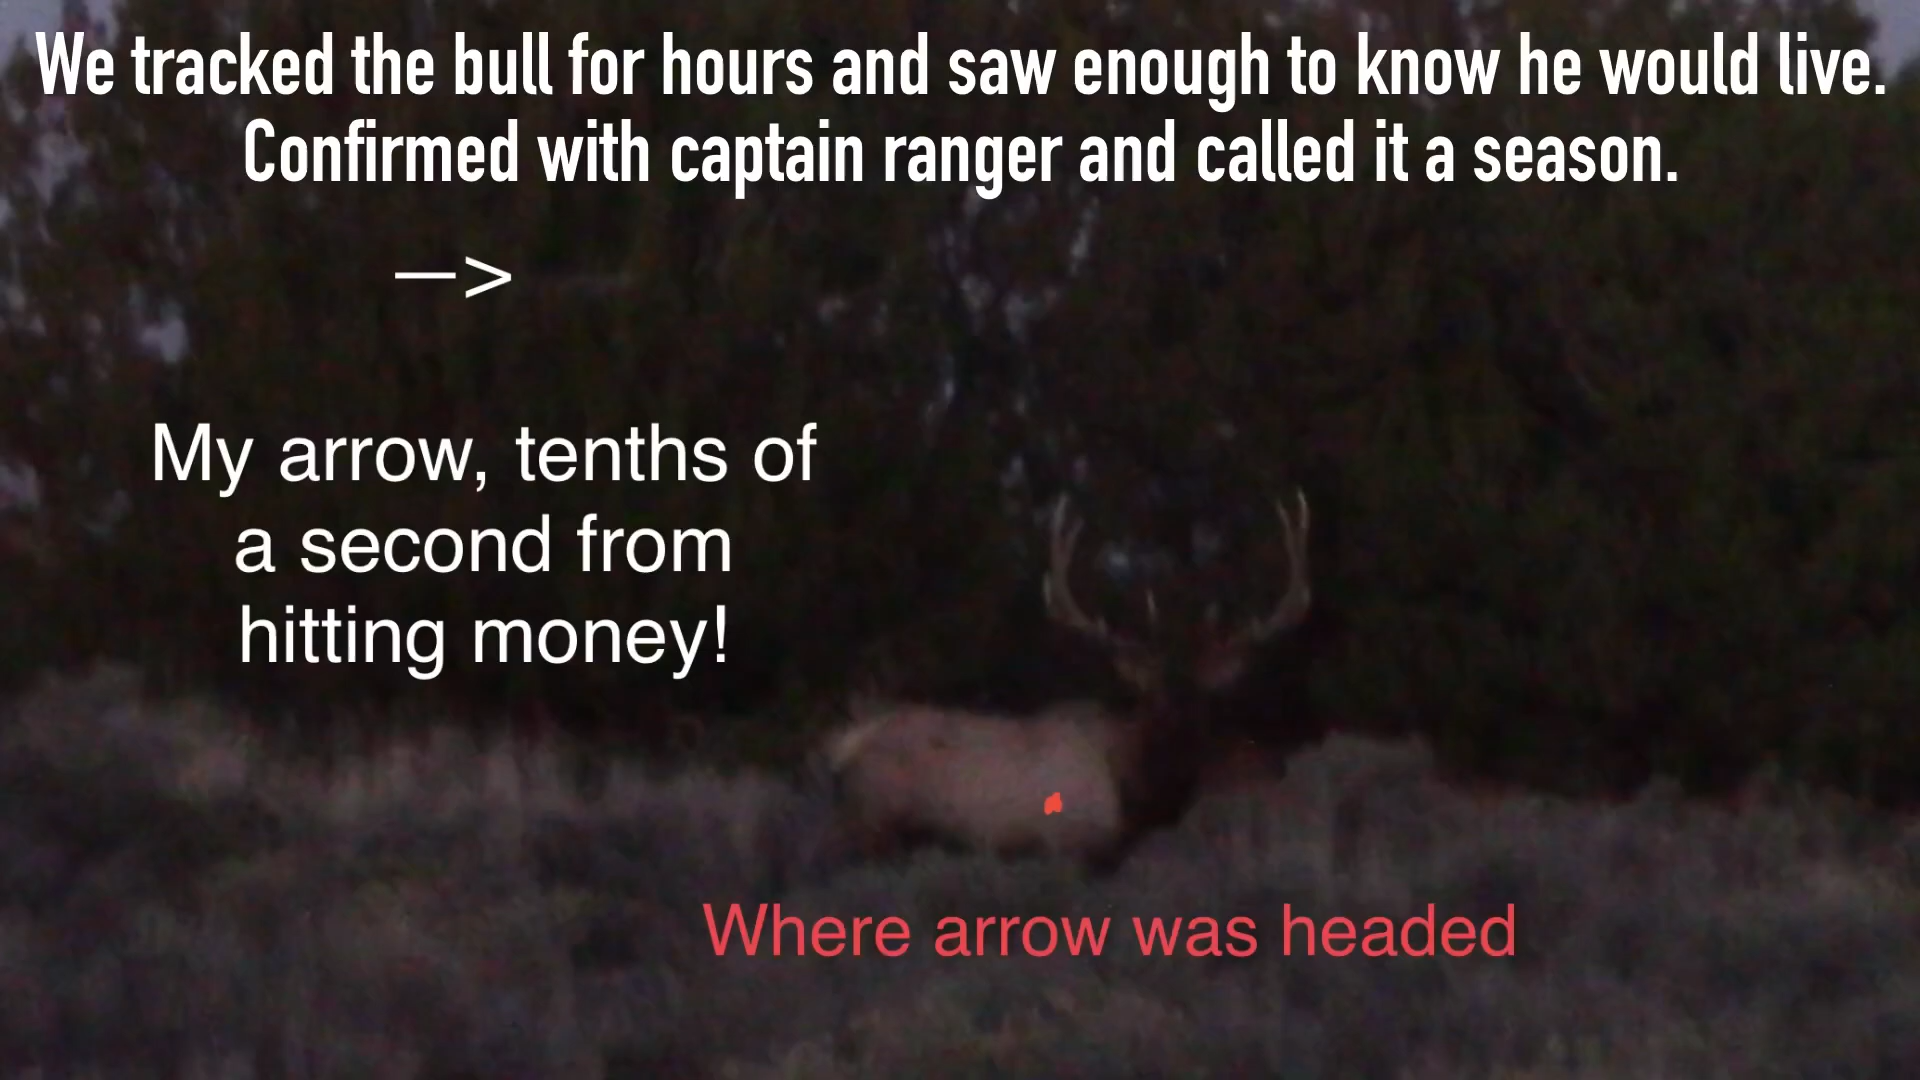 We tracked the bull for hours and saw enough to know he would live.
Confirmed with captain ranger and called it a season.
—>
My arrow, tenths of
a second from
hitting money!
Where arrow was headed